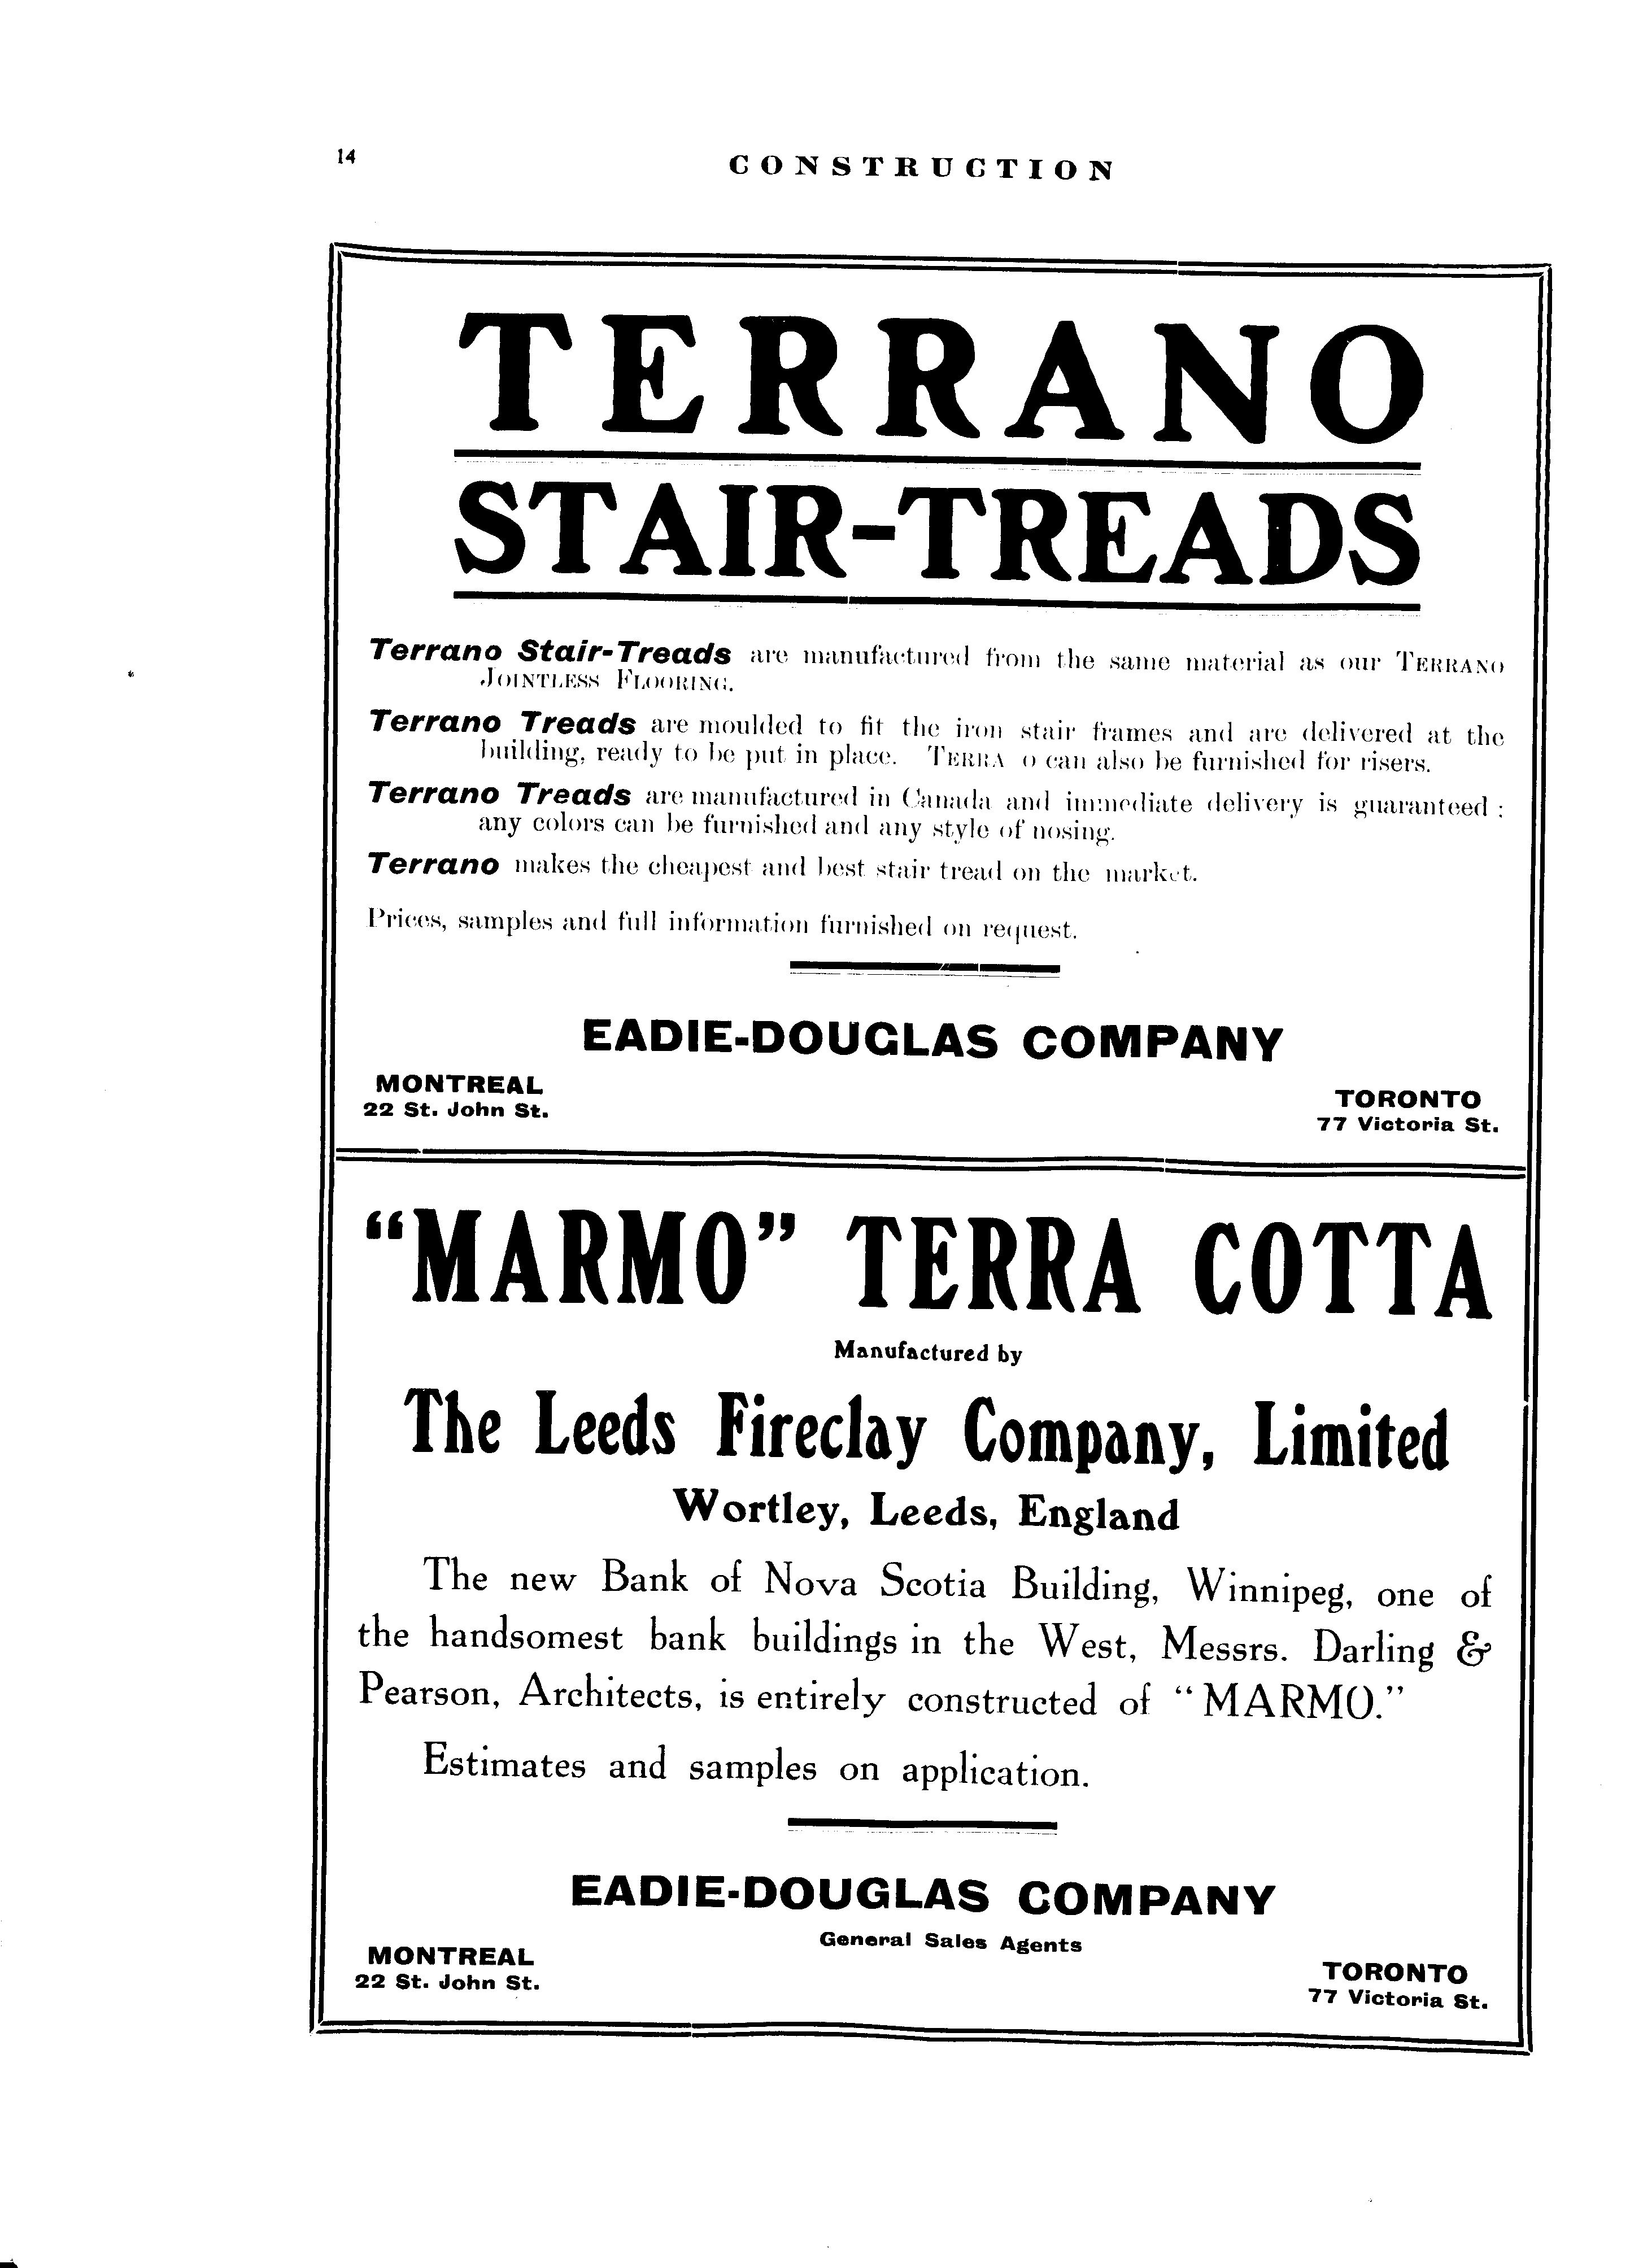 14
CONSTRUCTION
TERRANO
STAIR-TREADS
Terrano Stair-Treads are manufactured from the same material as our TERRANO
JOINTLESS FLOORING.
Terrano Treads are moulded to fit the iron stair frames and are delivered at the
building, ready to be put in place. TERRA O can also be furnished for risers.
Terrano Treads are manufactured in Canada and immediate delivery is guaranteed:
any colors can be furnished and any style of nosing.
Terrano makes the cheapest and best stair tread on the market.
Prices, samples and full information furnished on request.
EADIE-DOUGLAS COMPANY
MONTREAL
22 St. John St.
TORONTO
77 Victoria St.
"MARMO" TERRA COTTA
Manufactured by
The Leeds Fireclay Company, Limited
Wortley, Leeds, England
The new Bank of Nova Scotia Building, Winnipeg, one of
the handsomest bank buildings in the West, Messrs. Darling &
Pearson, Architects, is entirely constructed of "MARMO."
Estimates and samples on application.
EADIE-DOUGLAS COMPANY
General Sales Agents
MONTREAL
22 St. John St.
TORONTO
77 Victoria St.